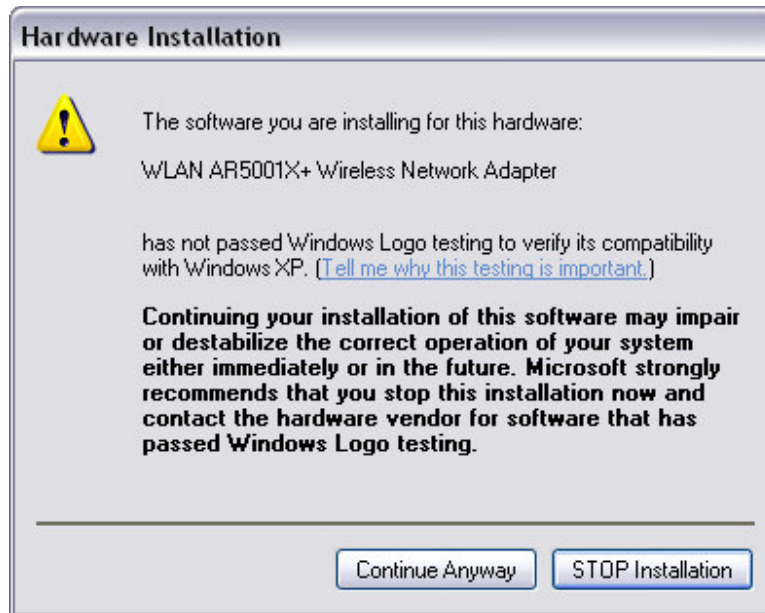 Hardware Installation
The software you are installing for this hardware:
WLAN AR5001X+ Wireless Network Adapter
has not passed Windows Logo testing to verify its compatibility
with Windows XP. (Tell me why this testing is important.)
Continuing your installation of this software may impair
or destabilize the correct operation of your system
either immediately or in the future. Microsoft strongly
recommends that you stop this installation now and
contact the hardware vendor for software that has
passed Windows Logo testing.
Continue Anyway
STOP Installation